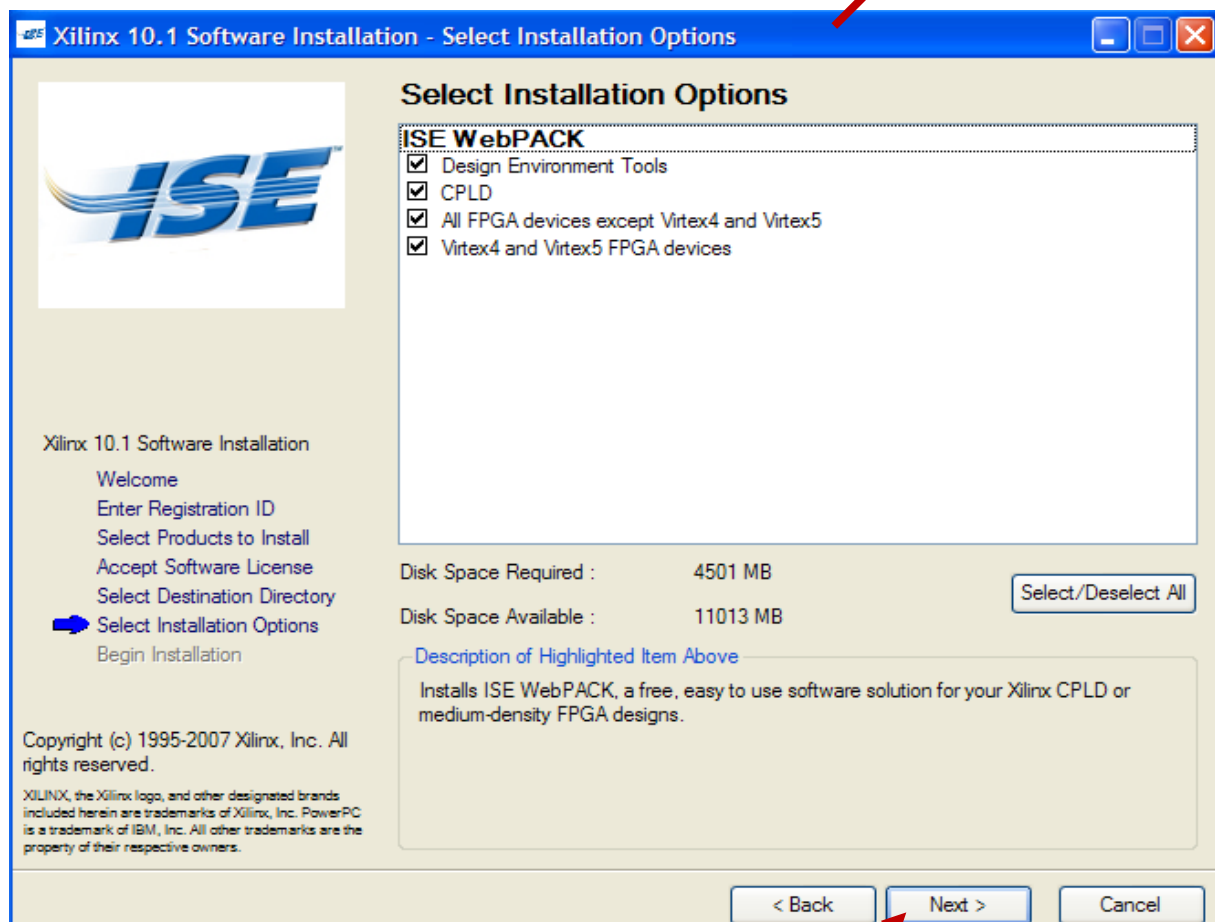 ISE Xilinx 10.1 Software Installation - Select Installation Options
Select Installation Options
ISE WebPACK
Design Environment Tools
CPLD
All FPGA devices except Virtex4 and Virtex5
Virtex4 and Virtex5 FPGA devices
ISE™
Xilinx 10.1 Software Installation
Welcome
Enter Registration ID
Select Products to Install
Accept Software License
Select Destination Directory
Select Installation Options
Begin Installation
Disk Space Required : 4501 MB
Disk Space Available : 11013 MB
Select/Deselect All
Description of Highlighted Item Above
Installs ISE WebPACK, a free, easy to use software solution for your Xilinx CPLD or
medium-density FPGA designs.
Copyright (c) 1995-2007 Xilinx, Inc. All
rights reserved.
XILINX, the Xilinx logo, and other designated brands
included herein are trademarks of Xilinx, Inc. PowerPC
is a trademark of IBM, Inc. All other trademarks are the
property of their respective owners.
< Back Next > Cancel